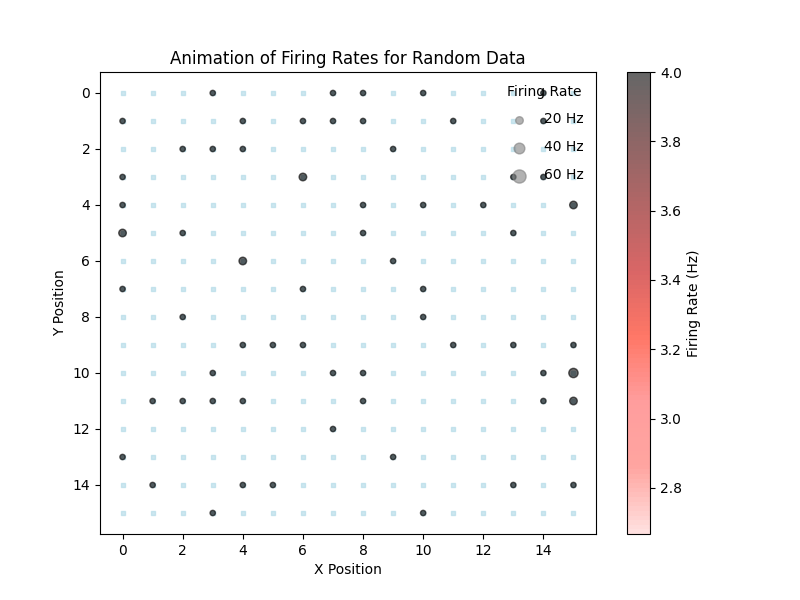 Animation of Firing Rates for Random Data
Firing Rate
20 Hz
40 Hz
60 Hz
0
2
4
6
8
10
12
14
Y Position
0 2 4 6 8 10 12 14
X Position
4.0
3.8
3.6
3.4
3.2
3.0
2.8
Firing Rate (Hz)